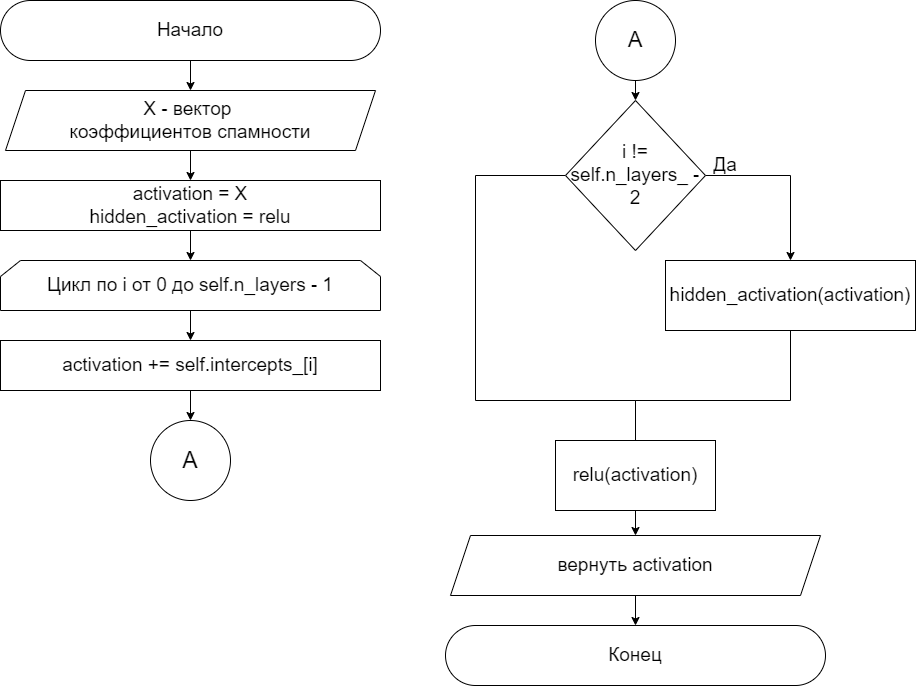 Начало
X - вектор
коэффициентов спамности
activation = X
hidden_activation = relu
Цикл по i от 0 до self.n_layers - 1
activation += self.intercepts_[i]
A
A
i !=
self.n_layers_ -
2
Да
hidden_activation(activation)
relu(activation)
вернуть activation
Конец